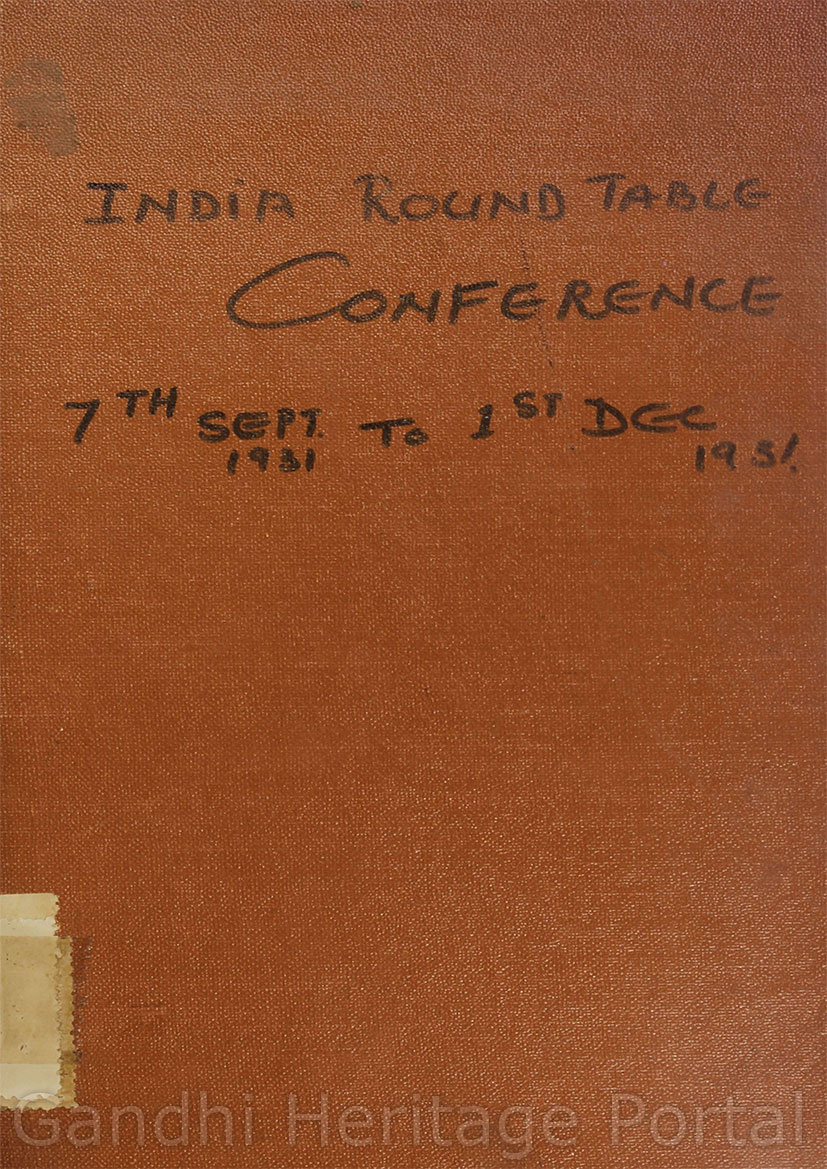 INDIA ROUND TABLE
CONFERENCE
7TH SEPT. 1931 TO 1ST DEC 1931.
Gandhi Heritage Portal